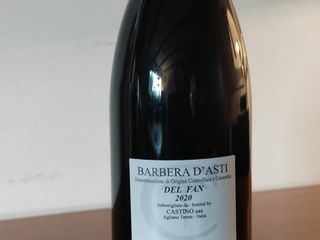 BARBERA D'ASTI
Denominazione di Origine Controllata e Garantita
DEL FAN
2020
Imbottigliato da - bottled by
CASTINO sas
Agliano Terme - Italia